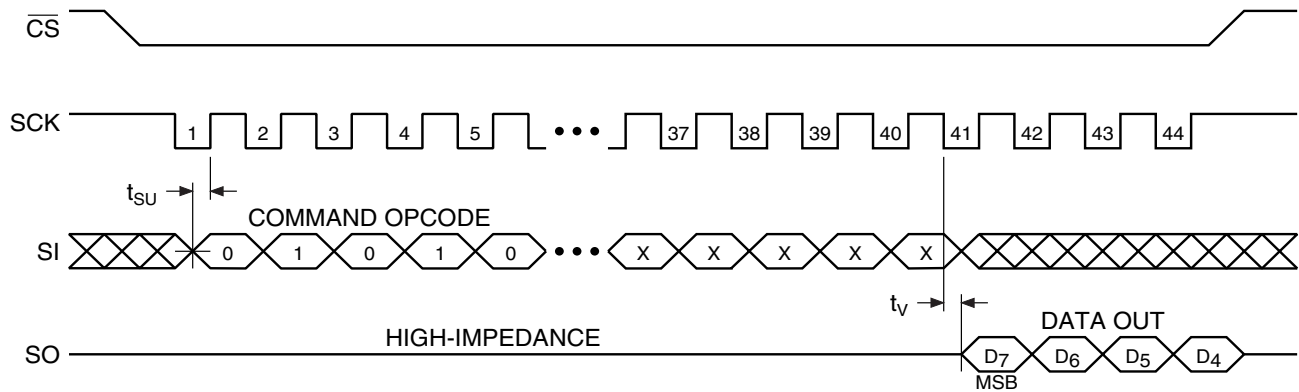 CS
SCK 1 2 3 4 5 ••• 37 38 39 40 41 42 43 44
tSU
COMMAND OPCODE
SI 0 1 0 1 0 ••• X X X X X
tV
HIGH-IMPEDANCE
DATA OUT
SO D7 D6 D5 D4
MSB